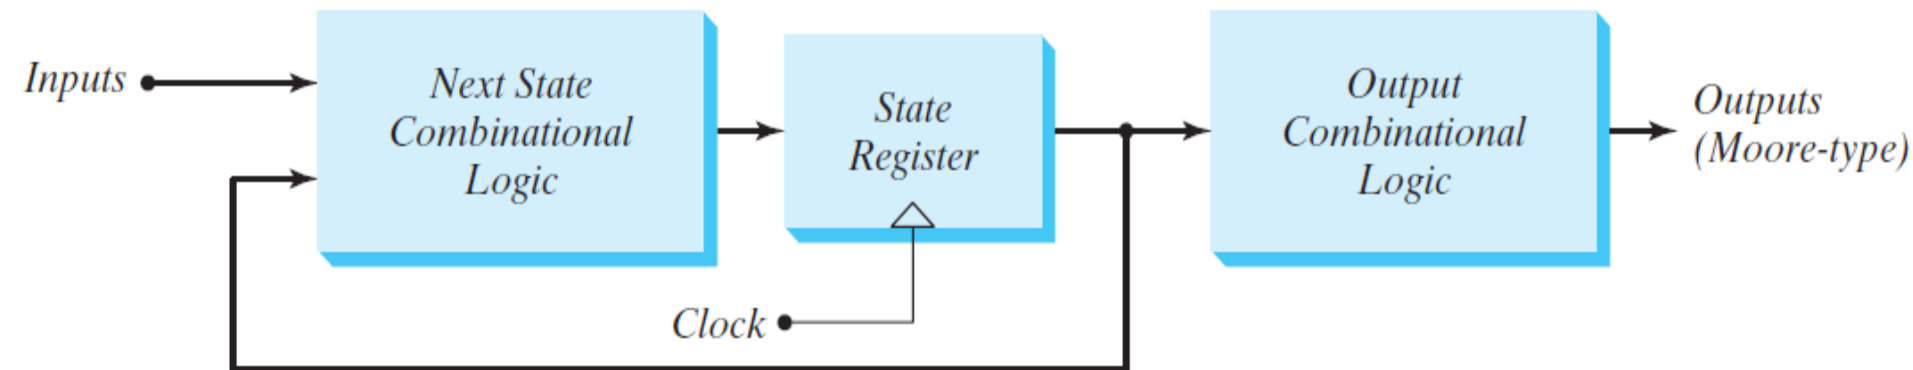 Inputs
Next State
Combinational
Logic
State
Register
Output
Combinational
Logic
Outputs
(Moore-type)
Clock